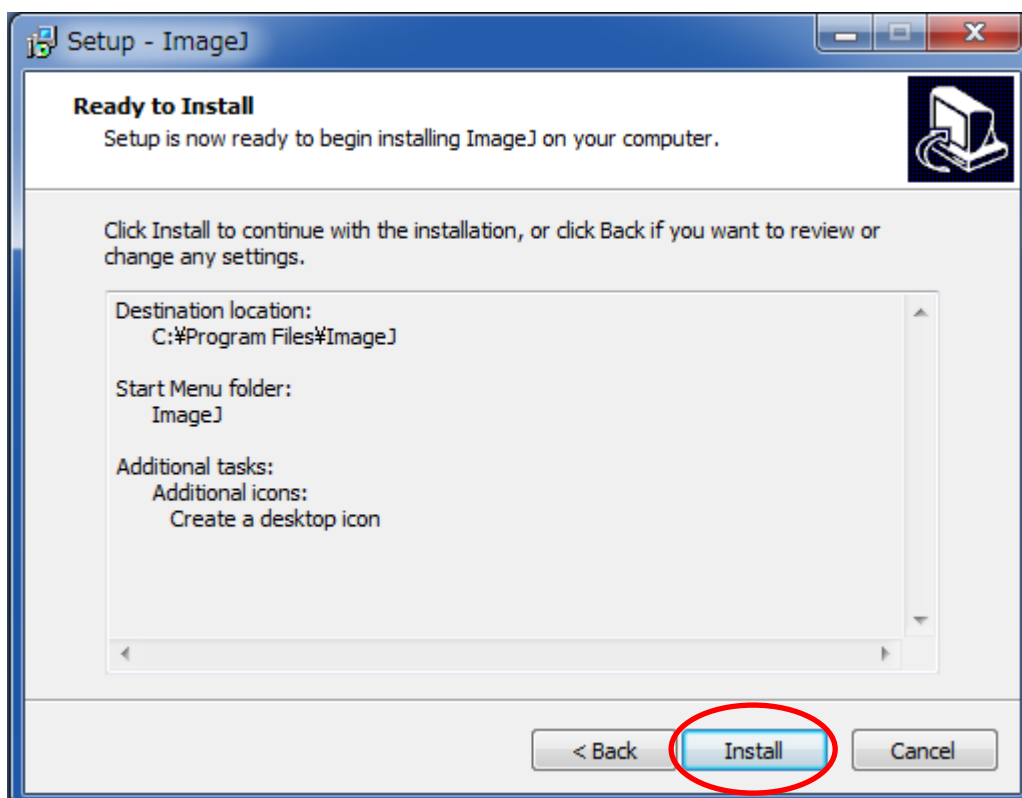 Setup - ImageJ
Ready to Install
Setup is now ready to begin installing ImageJ on your computer.
Click Install to continue with the installation, or click Back if you want to review or
change any settings.
Destination location:
C:¥Program Files¥ImageJ
Start Menu folder:
ImageJ
Additional tasks:
Additional icons:
Create a desktop icon
< Back
Install
Cancel